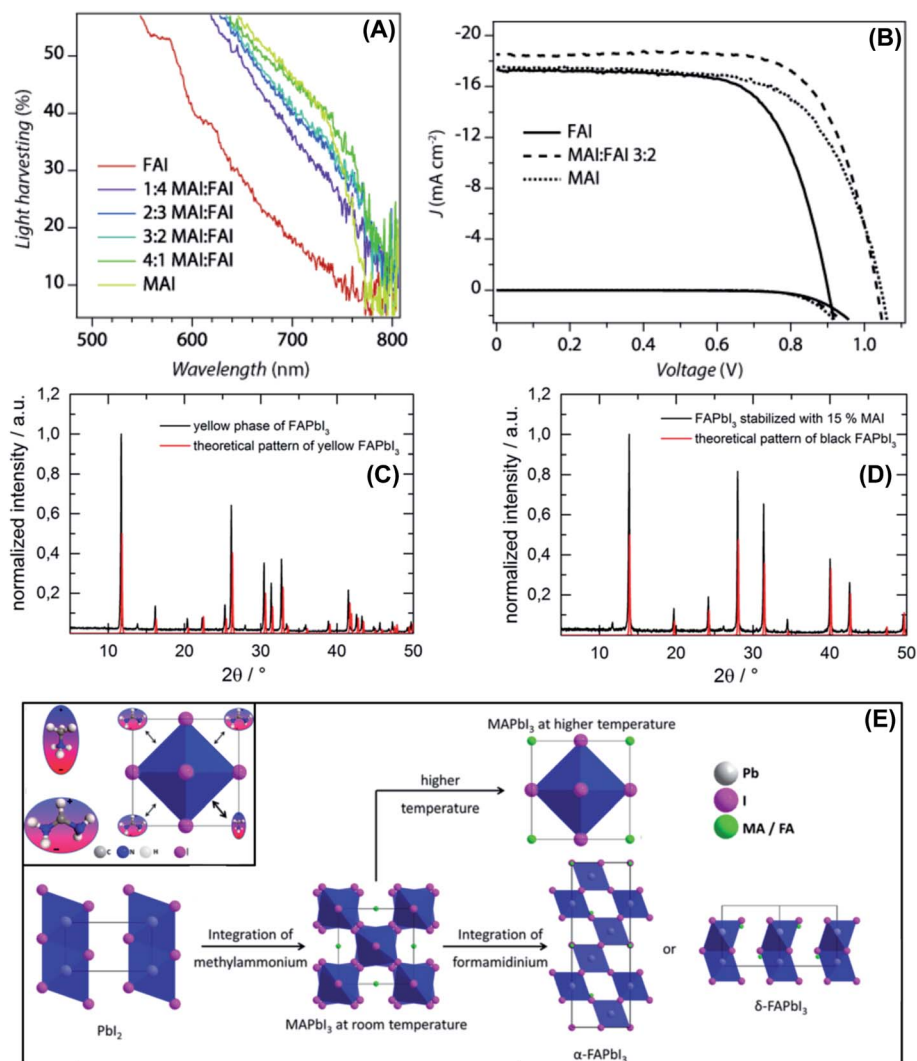 (A)
50
40
30
20
10
Light harvesting (%)
FAI
1:4 MAI:FAI
2:3 MAI:FAI
3:2 MAI:FAI
4:1 MAI:FAI
MAI
500 600 700 800
Wavelength (nm)
(B)
-20
-16
-12
-8
-4
0
J (mA cm⁻²)
FAI
MAI:FAI 3:2
MAI
0 0.2 0.4 0.6 0.8 1.0
Voltage (V)
(C)
1,2
1,0
0,8
0,6
0,4
0,2
normalized intensity / a.u.
yellow phase of FAPbI₃
theoretical pattern of yellow FAPbI₃
10 20 30 40 50
2θ / °
(D)
1,2
1,0
0,8
0,6
0,4
0,2
normalized intensity / a.u.
FAPbI₃ stabilized with 15 % MAI
theoretical pattern of black FAPbI₃
10 20 30 40 50
2θ / °
(E)
+
−
+
−
C N H I
MAPbI₃ at higher temperature
higher
temperature
Pb
I
MA / FA
Integration of
methylammonium
Integration of
formamidinium
or
PbI₂
MAPbI₃ at room temperature
α-FAPbI₃
δ-FAPbI₃